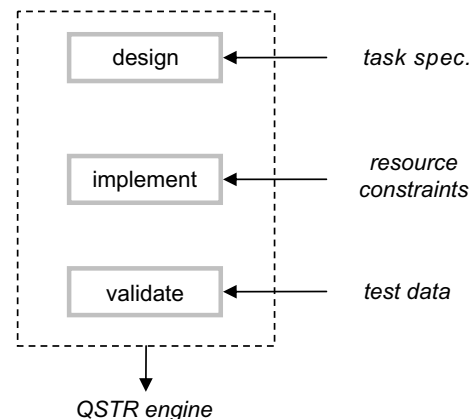 design
task spec.
implement
resource
constraints
validate
test data
QSTR engine